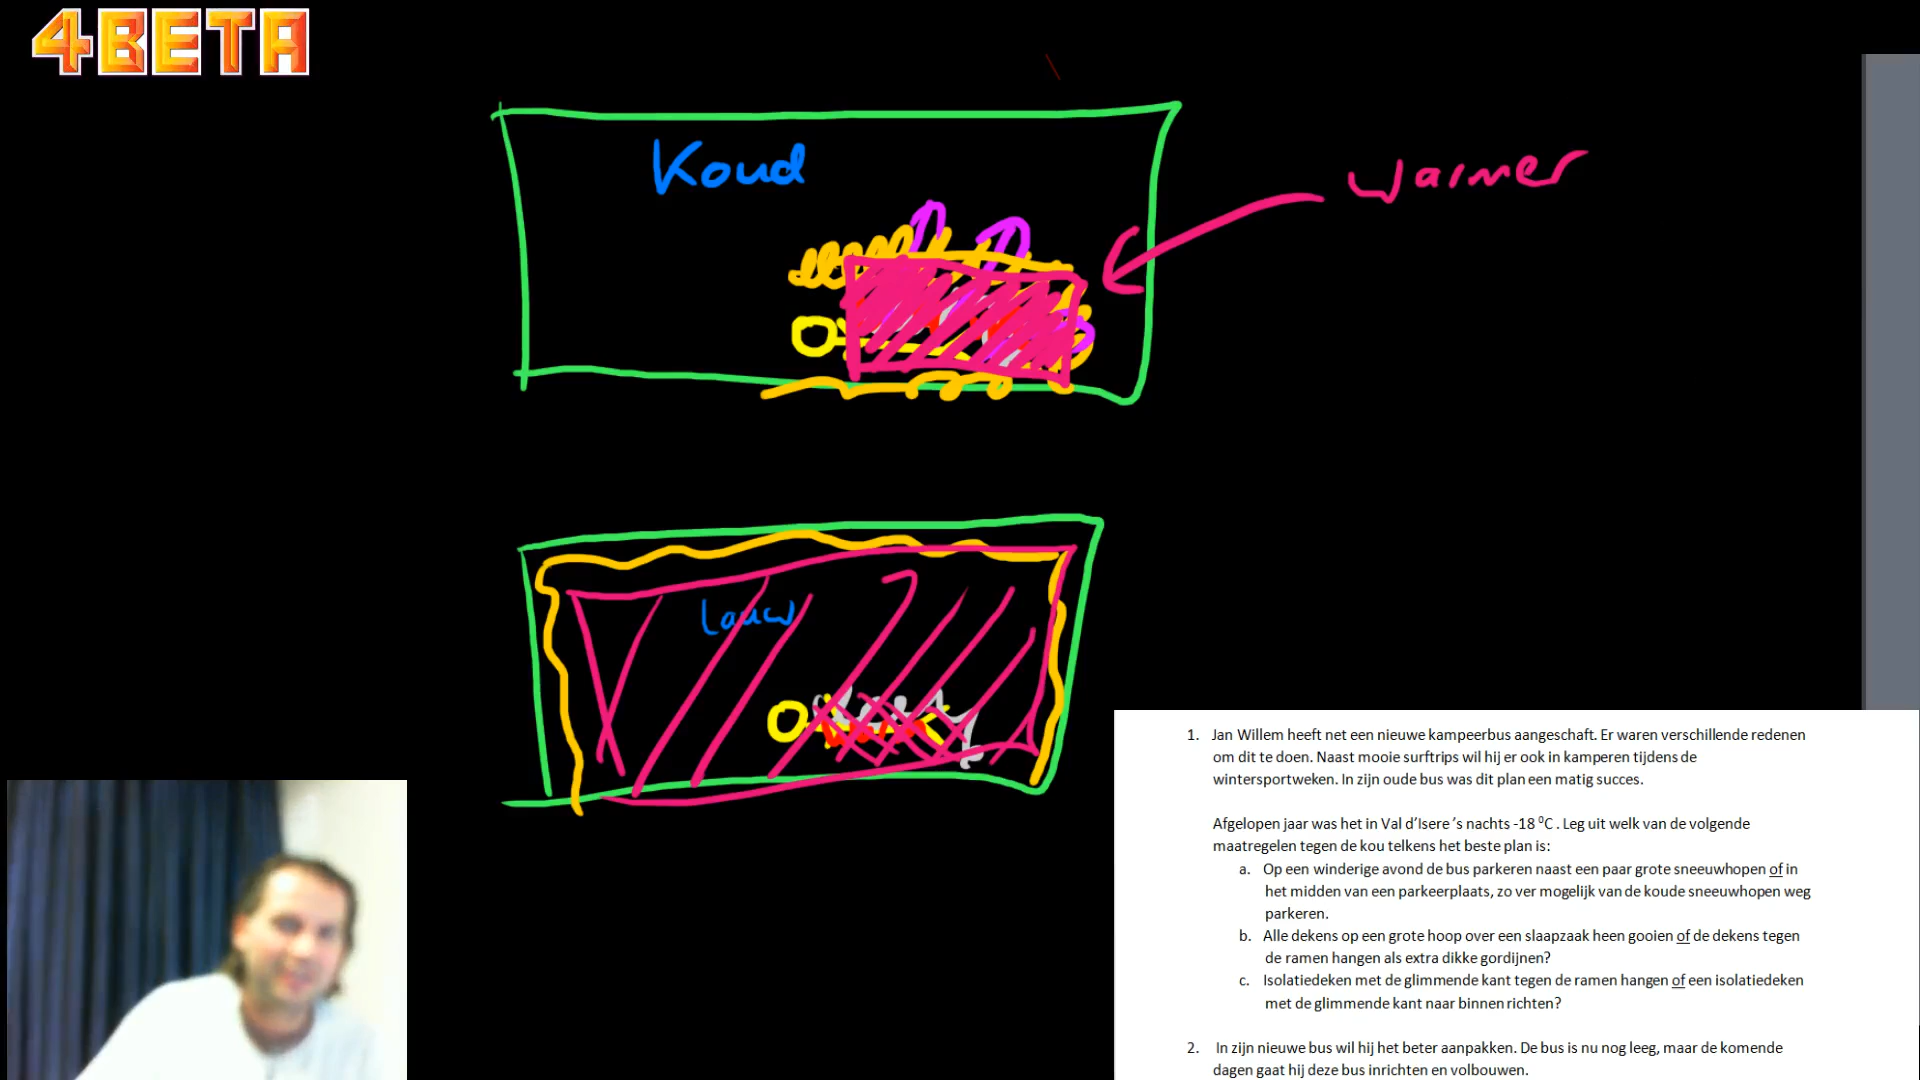 4BETA
Koud
Warmer
Lauw
1. Jan Willem heeft net een nieuwe kampeerbus aangeschaft. Er waren verschillende redenen
om dit te doen. Naast mooie surftrips wil hij er ook in kamperen tijdens de
wintersportweken. In zijn oude bus was dit plan een matig succes.
Afgelopen jaar was het in Val d'Isere 's nachts -18 ⁰C . Leg uit welk van de volgende
maatregelen tegen de kou telkens het beste plan is:
a. Op een winderige avond de bus parkeren naast een paar grote sneeuwhopen of in
het midden van een parkeerplaats, zo ver mogelijk van de koude sneeuwhopen weg
parkeren.
b. Alle dekens op een grote hoop over een slaapzaak heen gooien of de dekens tegen
de ramen hangen als extra dikke gordijnen?
c. Isolatiedeken met de glimmende kant tegen de ramen hangen of een isolatiedeken
met de glimmende kant naar binnen richten?
2. In zijn nieuwe bus wil hij het beter aanpakken. De bus is nu nog leeg, maar de komende
dagen gaat hij deze bus inrichten en volbouwen.